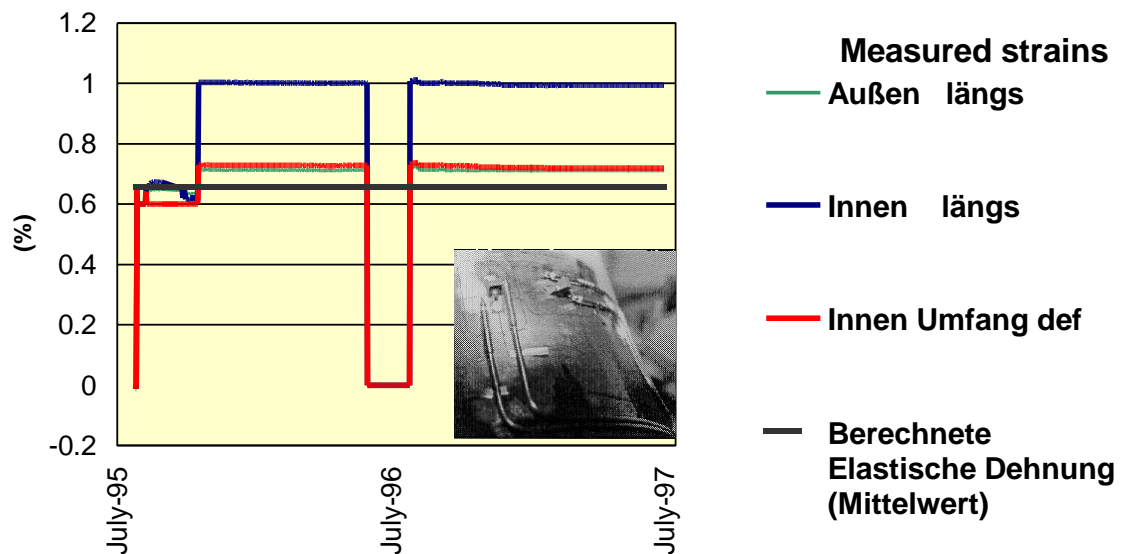 1.2
1
0.8
0.6
0.4
0.2
0
-0.2
(%)
July-95
July-96
July-97
Measured strains
Außen längs
Innen längs
Innen Umfang def
Berechnete
Elastische Dehnung
(Mittelwert)